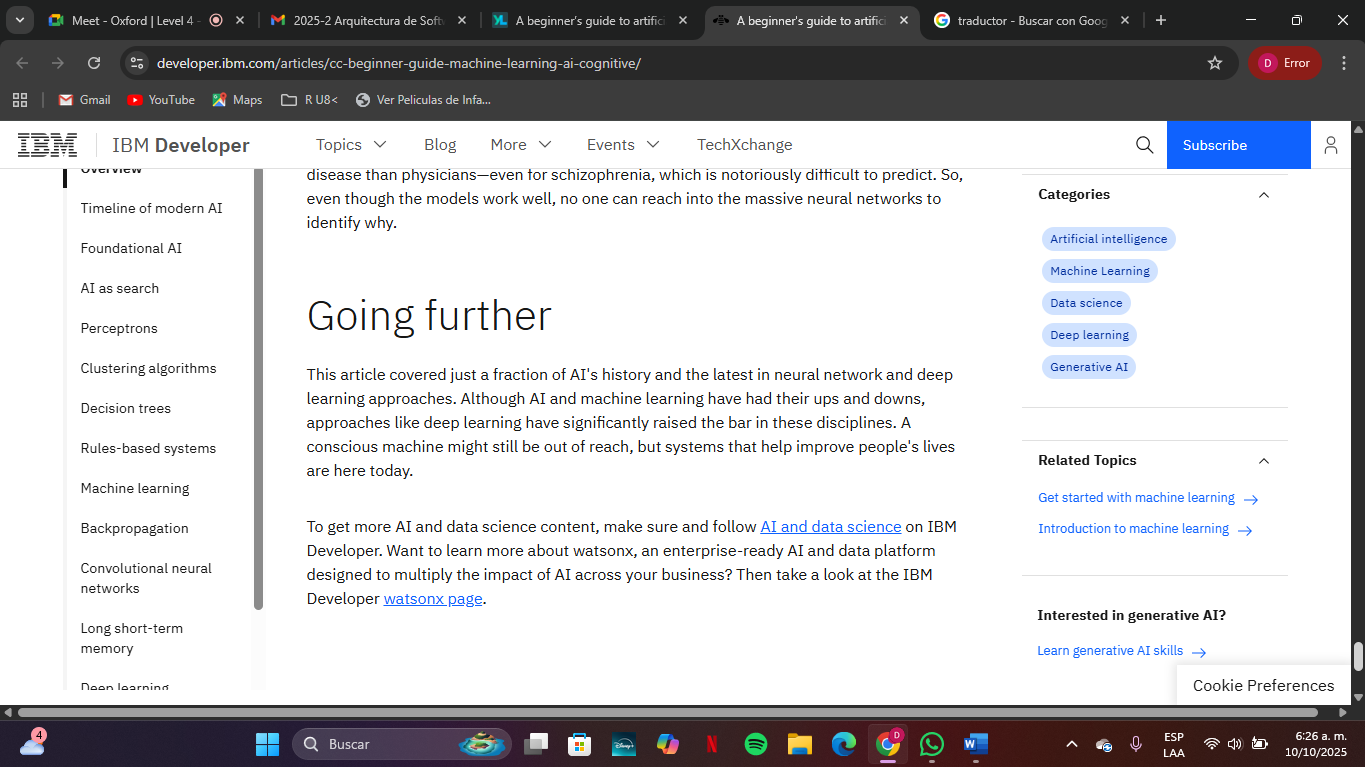 Meet - Oxford | Level 4 -
2025-2 Arquitectura de Softw
A beginner's guide to artific
A beginner's guide to artific
traductor - Buscar con Goog
developer.ibm.com/articles/cc-beginner-guide-machine-learning-ai-cognitive/
D Error
Gmail
YouTube
Maps
R U8<
Ver Peliculas de Infa...
IBM
IBM Developer
Topics
Blog
More
Events
TechXchange
Subscribe
Overview
Timeline of modern AI
Foundational AI
AI as search
Perceptrons
Clustering algorithms
Decision trees
Rules-based systems
Machine learning
Backpropagation
Convolutional neural
networks
Long short-term
memory
Deep learning
disease than physicians—even for schizophrenia, which is notoriously difficult to predict. So,
even though the models work well, no one can reach into the massive neural networks to
identify why.
Going further
This article covered just a fraction of AI's history and the latest in neural network and deep
learning approaches. Although AI and machine learning have had their ups and downs,
approaches like deep learning have significantly raised the bar in these disciplines. A
conscious machine might still be out of reach, but systems that help improve people's lives
are here today.
To get more AI and data science content, make sure and follow AI and data science on IBM
Developer. Want to learn more about watsonx, an enterprise-ready AI and data platform
designed to multiply the impact of AI across your business? Then take a look at the IBM
Developer watsonx page.
Categories
Artificial intelligence
Machine Learning
Data science
Deep learning
Generative AI
Related Topics
Get started with machine learning
Introduction to machine learning
Interested in generative AI?
Learn generative AI skills
Cookie Preferences
4
Buscar
Disney+
N
D
W
ESP
LAA
6:26 a. m.
10/10/2025